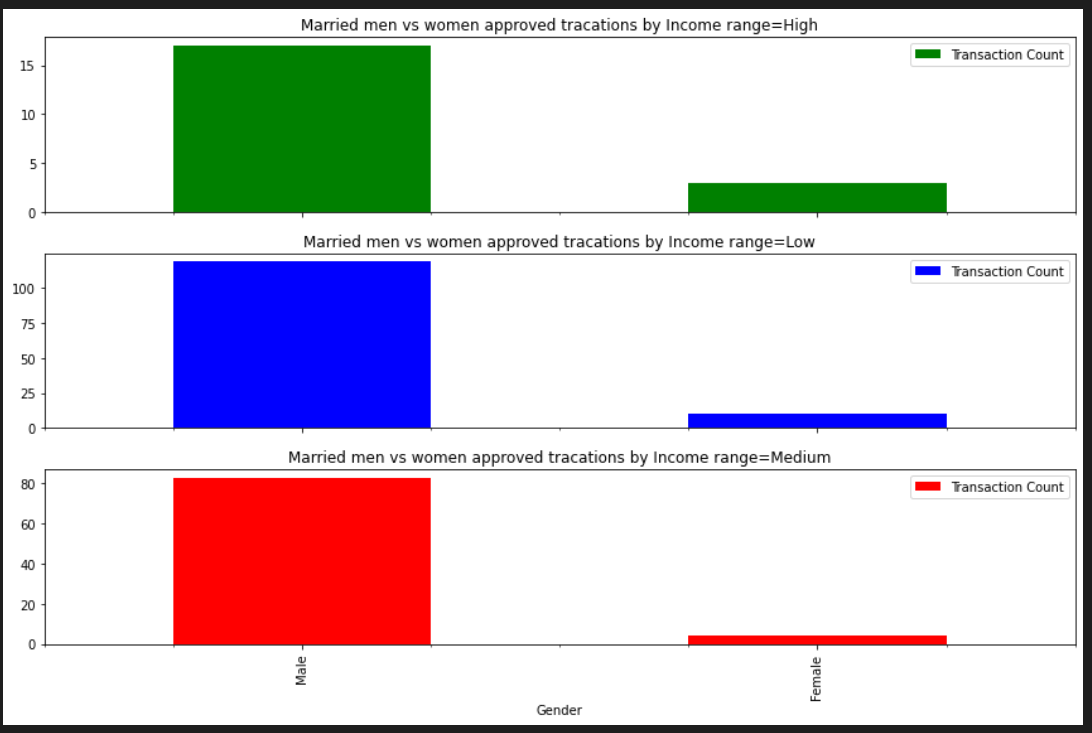 Married men vs women approved tracations by Income range=High
Transaction Count
15
10
5
0
Married men vs women approved tracations by Income range=Low
Transaction Count
100
75
50
25
0
Married men vs women approved tracations by Income range=Medium
Transaction Count
80
60
40
20
0
Male
Female
Gender